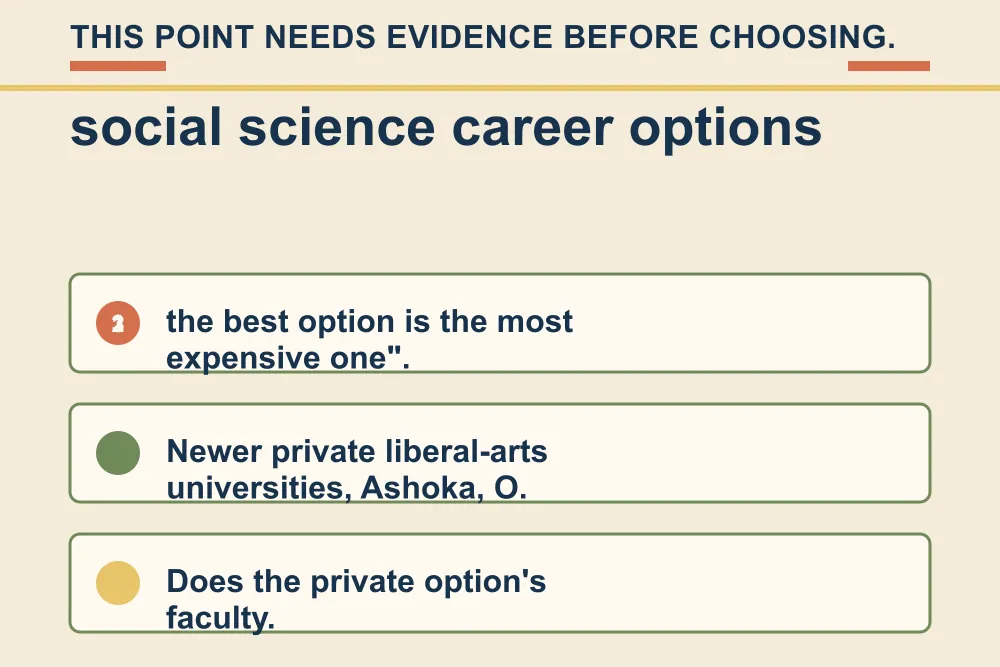 THIS POINT NEEDS EVIDENCE BEFORE CHOOSING.
social science career options
the best option is the most
expensive one".
Newer private liberal-arts
universities, Ashoka, O.
Does the private option's
faculty.